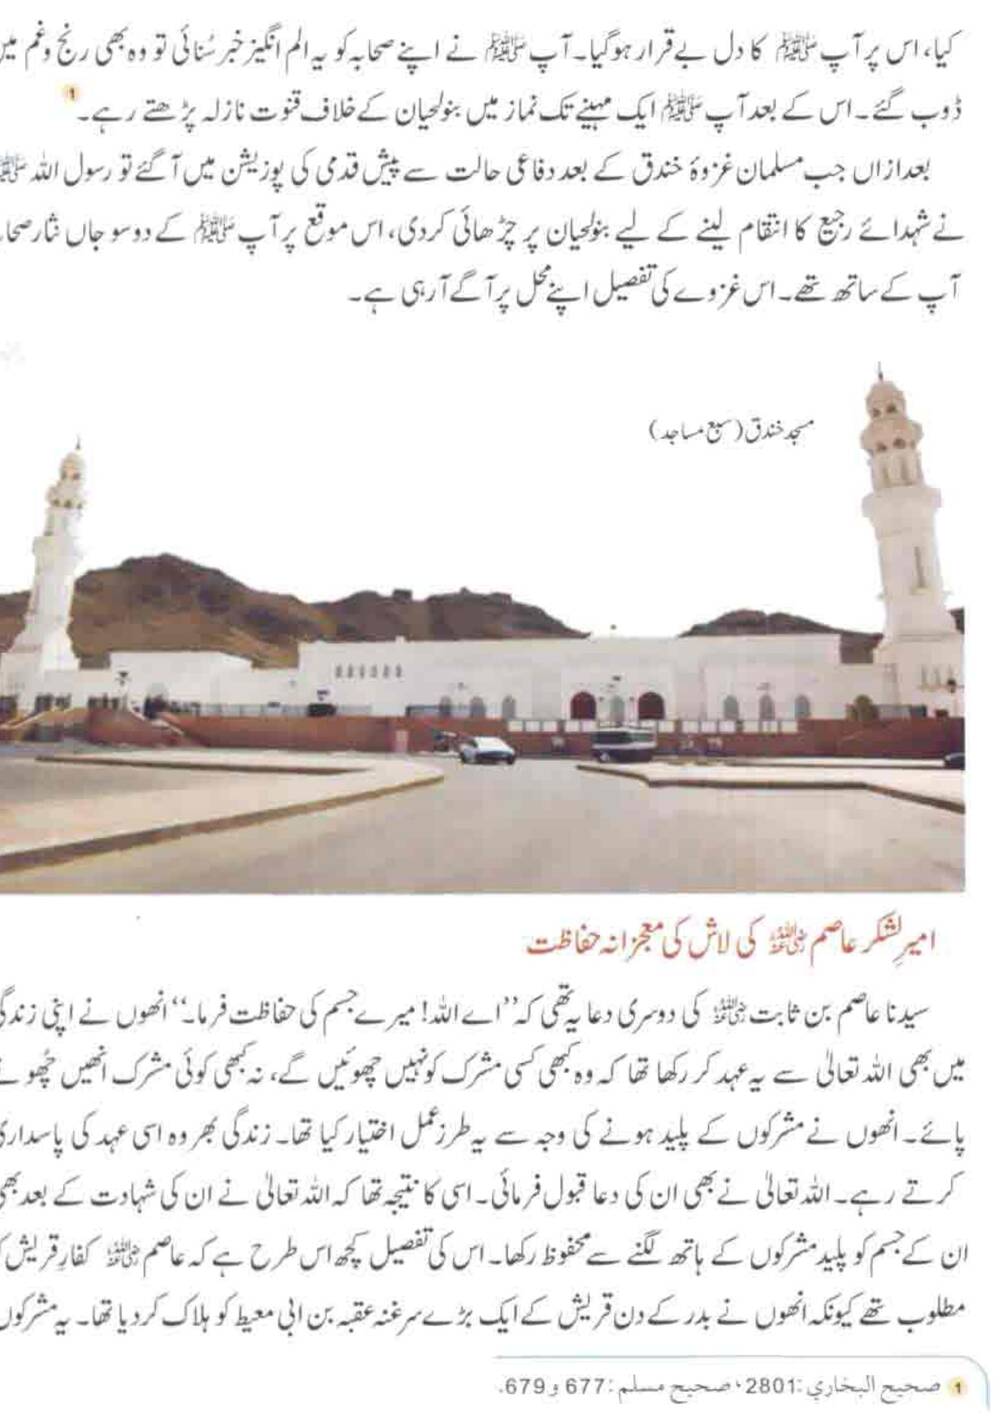 کیا، اس پر آپ ﷺ کا دل بے قرار ہوگیا۔ آپ ﷺ نے اپنے صحابہ کو یہ الم انگیز خبر سُنائی تو وہ بھی رنج و غم میں
ڈوب گئے۔ اس کے بعد آپ ﷺ ایک مہینے تک نماز میں بنولحیان کے خلاف قنوت نازلہ پڑھتے رہے۔ 1
بعدازاں جب مسلمان غزوۂ خندق کے بعد دفاعی حالت سے پیش قدمی کی پوزیشن میں آگئے تو رسول اللہ ﷺ
نے شہدائے رجیع کا انتقام لینے کے لیے بنولحیان پر چڑھائی کردی، اس موقع پر آپ ﷺ کے دو سو جاں نثار صحا
آپ کے ساتھ تھے۔ اس غزوے کی تفصیل اپنے محل پر آگے آرہی ہے۔
مسجد خندق (سبع مساجد)
امیرِ لشکر عاصم رضی اللہ عنہ کی لاش کی معجزانہ حفاظت
سیدنا عاصم بن ثابت رضی اللہ عنہ کی دوسری دعا یہ تھی کہ ”اے اللہ! میرے جسم کی حفاظت فرما۔“ انھوں نے اپنی زندگی
میں بھی اللہ تعالیٰ سے یہ عہد کر رکھا تھا کہ وہ کبھی کسی مشرک کو نہیں چھوئیں گے، نہ کبھی کوئی مشرک انھیں چُھونے
پائے۔ انھوں نے مشرکوں کے پلید ہونے کی وجہ سے یہ طرز عمل اختیار کیا تھا۔ زندگی بھر وہ اسی عہد کی پاسداری
کرتے رہے۔ اللہ تعالیٰ نے بھی ان کی دعا قبول فرمائی۔ اسی کا نتیجہ تھا کہ اللہ تعالیٰ نے ان کی شہادت کے بعد بھی
ان کے جسم کو پلید مشرکوں کے ہاتھ لگنے سے محفوظ رکھا۔ اس کی تفصیل کچھ اس طرح ہے کہ عاصم رضی اللہ عنہ کفارِ قریش
مطلوب تھے کیونکہ انھوں نے بدر کے دن قریش کے ایک بڑے سرغنہ عقبہ بن ابی معیط کو ہلاک کردیا تھا۔ یہ مشرکوں
1 صحيح البخاري: 2801، صحيح مسلم: 677 و 679.